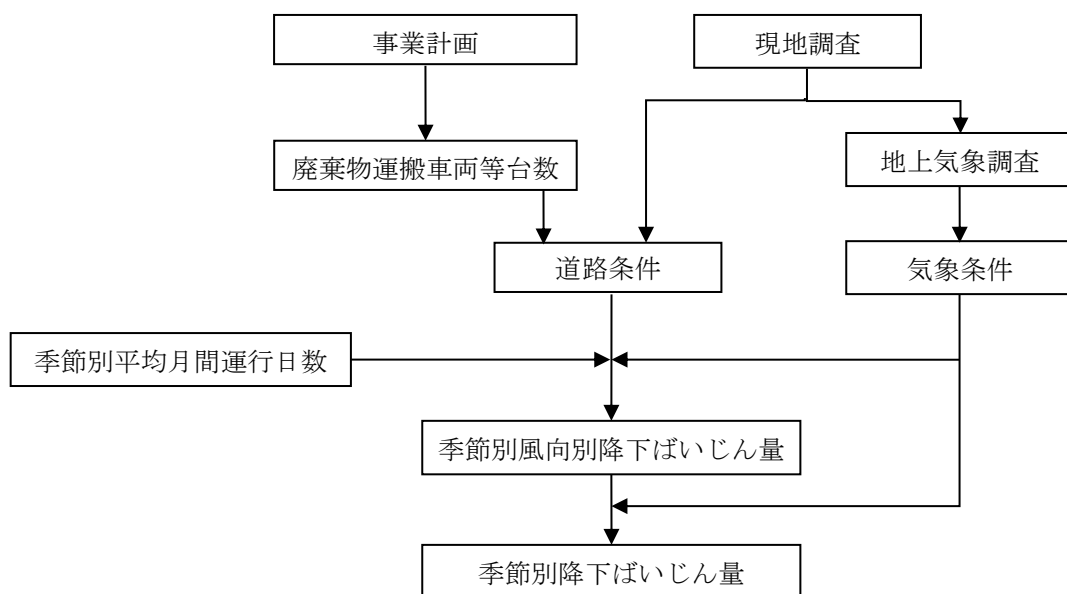 事業計画
現地調査
廃棄物運搬車両等台数
地上気象調査
道路条件
気象条件
季節別平均月間運行日数
季節別風向別降下ばいじん量
季節別降下ばいじん量